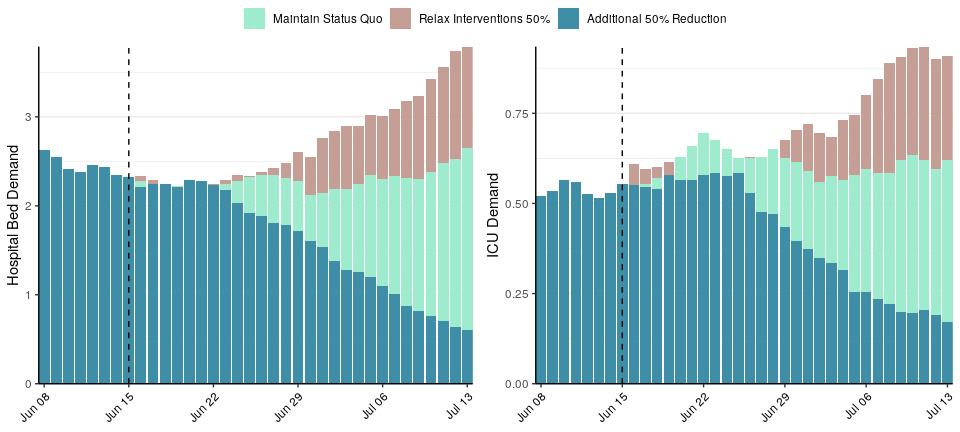 Maintain Status Quo Relax Interventions 50% Additional 50% Reduction
Hospital Bed Demand
3
2
1
0
Jun 08 Jun 15 Jun 22 Jun 29 Jul 06 Jul 13
ICU Demand
0.75
0.50
0.25
0.00
Jun 08 Jun 15 Jun 22 Jun 29 Jul 06 Jul 13